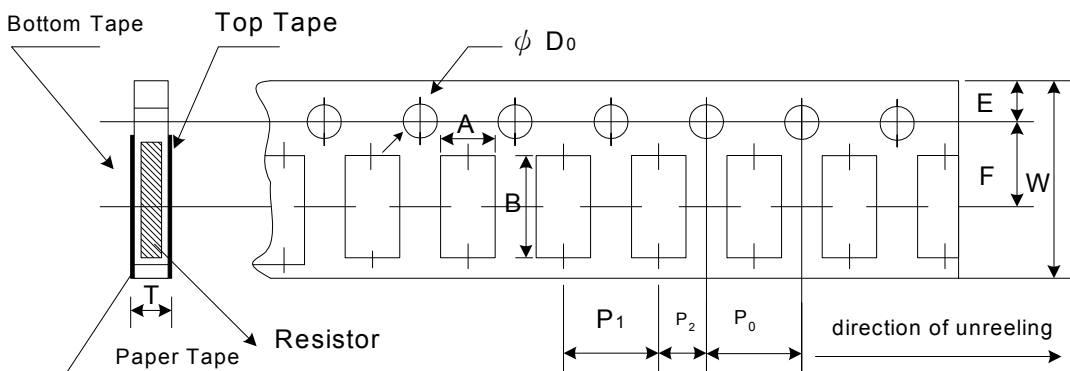 Bottom Tape
Top Tape
ψ D0
E
A
F
W
B
T
P1
P2
P0
Resistor
direction of unreeling
Paper Tape